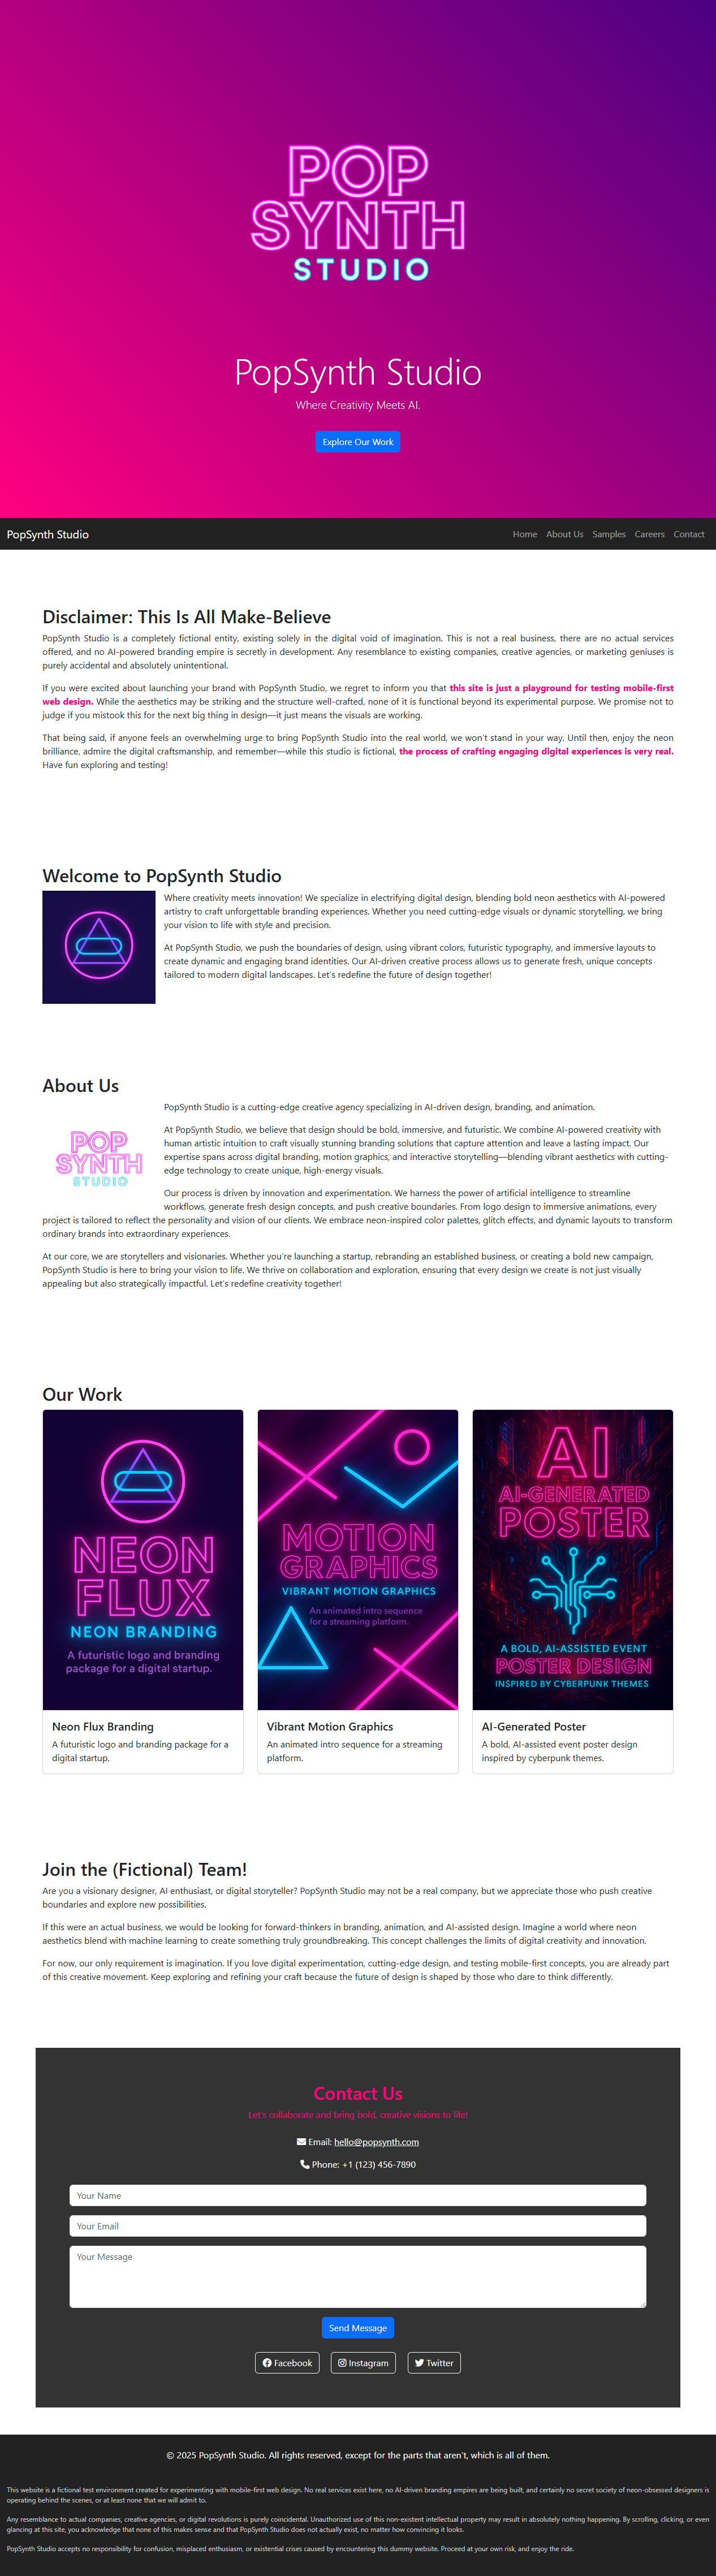 POP
SYNTH
STUDIO
PopSynth Studio
Where Creativity Meets AI.
Explore Our Work
PopSynth Studio Home About Us Samples Careers Contact
Disclaimer: This Is All Make-Believe
PopSynth Studio is a completely fictional entity, existing solely in the digital void of imagination. This is not a real business, there are no actual services
offered, and no AI-powered branding empire is secretly in development. Any resemblance to existing companies, creative agencies, or marketing geniuses is
purely accidental and absolutely unintentional.
If you were excited about launching your brand with PopSynth Studio, we regret to inform you that this site is just a playground for testing mobile-first
web design. While the aesthetics may be striking and the structure well-crafted, none of it is functional beyond its experimental purpose. We promise not to
judge if you mistook this for the next big thing in design—it just means the visuals are working.
That being said, if anyone feels an overwhelming urge to bring PopSynth Studio into the real world, we won't stand in your way. Until then, enjoy the neon
brilliance, admire the digital craftsmanship, and remember—while this studio is fictional, the process of crafting engaging digital experiences is very real.
Have fun exploring and testing!
Welcome to PopSynth Studio
Where creativity meets innovation! We specialize in electrifying digital design, blending bold neon aesthetics with AI-powered
artistry to craft unforgettable branding experiences. Whether you need cutting-edge visuals or dynamic storytelling, we bring
your vision to life with style and precision.
At PopSynth Studio, we push the boundaries of design, using vibrant colors, futuristic typography, and immersive layouts to
create dynamic and engaging brand identities. Our AI-driven creative process allows us to generate fresh, unique concepts
tailored to modern digital landscapes. Let's redefine the future of design together!
About Us
POP
SYNTH
STUDIO
PopSynth Studio is a cutting-edge creative agency specializing in AI-driven design, branding, and animation.
At PopSynth Studio, we believe that design should be bold, immersive, and futuristic. We combine AI-powered creativity with
human artistic intuition to craft visually stunning branding solutions that capture attention and leave a lasting impact. Our
expertise spans across digital branding, motion graphics, and interactive storytelling—blending vibrant aesthetics with cutting-
edge technology to create unique, high-energy visuals.
Our process is driven by innovation and experimentation. We harness the power of artificial intelligence to streamline
workflows, generate fresh design concepts, and push creative boundaries. From logo design to immersive animations, every
project is tailored to reflect the personality and vision of our clients. We embrace neon-inspired color palettes, glitch effects, and dynamic layouts to transform
ordinary brands into extraordinary experiences.
At our core, we are storytellers and visionaries. Whether you're launching a startup, rebranding an established business, or creating a bold new campaign,
PopSynth Studio is here to bring your vision to life. We thrive on collaboration and exploration, ensuring that every design we create is not just visually
appealing but also strategically impactful. Let's redefine creativity together!
Our Work
NEON
FLUX
NEON BRANDING
A futuristic logo and branding
package for a digital startup.
Neon Flux Branding
A futuristic logo and branding package for a
digital startup.
MOTION
GRAPHICS
VIBRANT MOTION GRAPHICS
An animated intro sequence
for a streaming platform.
Vibrant Motion Graphics
An animated intro sequence for a streaming
platform.
AI
AI-GENERATED
POSTER
A BOLD, AI-ASSISTED EVENT
POSTER DESIGN
INSPIRED BY CYBERPUNK THEMES
AI-Generated Poster
A bold, AI-assisted event poster design
inspired by cyberpunk themes.
Join the (Fictional) Team!
Are you a visionary designer, AI enthusiast, or digital storyteller? PopSynth Studio may not be a real company, but we appreciate those who push creative
boundaries and explore new possibilities.
If this were an actual business, we would be looking for forward-thinkers in branding, animation, and AI-assisted design. Imagine a world where neon
aesthetics blend with machine learning to create something truly groundbreaking. This concept challenges the limits of digital creativity and innovation.
For now, our only requirement is imagination. If you love digital experimentation, cutting-edge design, and testing mobile-first concepts, you are already part
of this creative movement. Keep exploring and refining your craft because the future of design is shaped by those who dare to think differently.
Contact Us
Let's collaborate and bring bold, creative visions to life!
Email: hello@popsynth.com
Phone: +1 (123) 456-7890
Your Name
Your Email
Your Message
Send Message
Facebook Instagram Twitter
© 2025 PopSynth Studio. All rights reserved, except for the parts that aren't, which is all of them.
This website is a fictional test environment created for experimenting with mobile-first web design. No real services exist here, no AI-driven branding empires are being built, and certainly no secret society of neon-obsessed designers is
operating behind the scenes, or at least none that we will admit to.
Any resemblance to actual companies, creative agencies, or digital revolutions is purely coincidental. Unauthorized use of this non-existent intellectual property may result in absolutely nothing happening. By scrolling, clicking, or even
glancing at this site, you acknowledge that none of this makes sense and that PopSynth Studio does not actually exist, no matter how convincing it looks.
PopSynth Studio accepts no responsibility for confusion, misplaced enthusiasm, or existential crises caused by encountering this dummy website. Proceed at your own risk, and enjoy the ride.